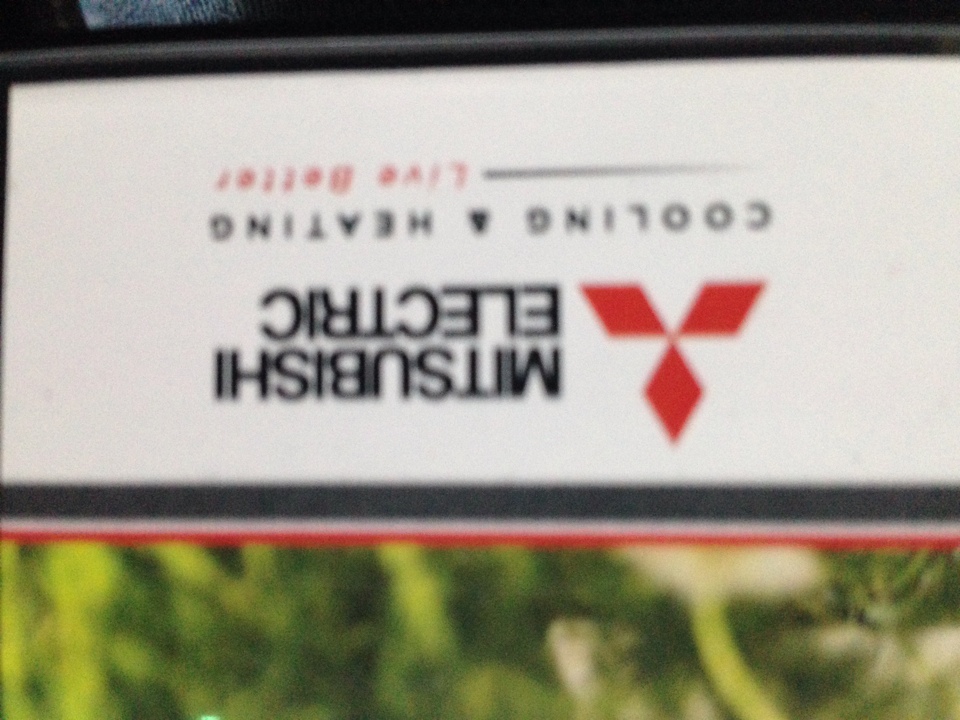 MITSUBISHI
ELECTRIC
COOLING & HEATING
Live Better